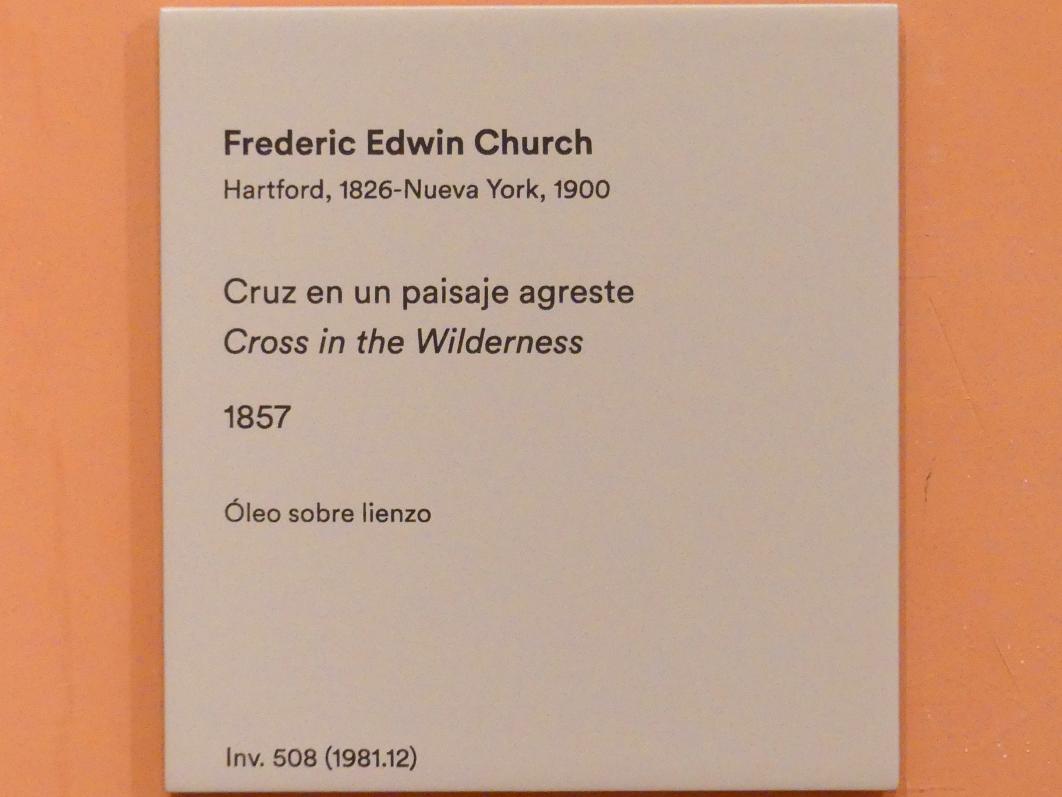 Frederic Edwin Church
Hartford, 1826-Nueva York, 1900
Cruz en un paisaje agreste
Cross in the Wilderness
1857
Óleo sobre lienzo
Inv. 508 (1981.12)